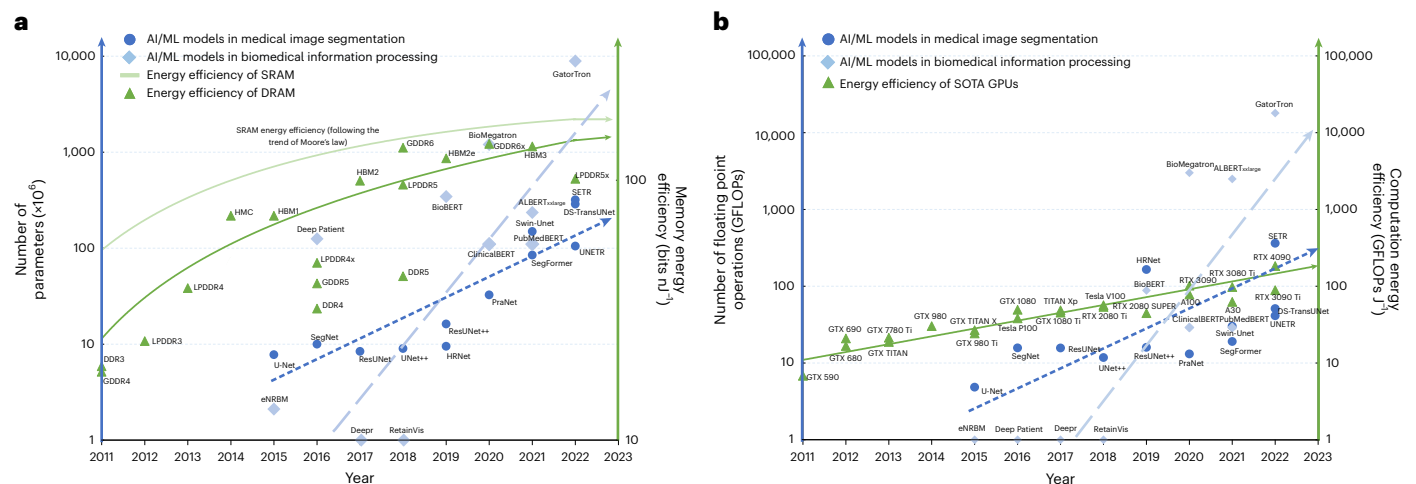 a
AI/ML models in medical image segmentation
AI/ML models in biomedical information processing
Energy efficiency of SRAM
Energy efficiency of DRAM
10,000
1,000
100
10
1
Number of
parameters (×10⁶)
SRAM energy efficiency (following the
trend of Moore's law)
GatorTron
BioMegatron
GDDR6x
GDDR6
HBM2e
HBM3
HBM2
LPDDR5
LPDDR5x
SETR
DS-TransUNet
BioBERT
ALBERTxxlarge
Swin-Unet
PubMedBERT
ClinicalBERT
UNETR
SegFormer
HMC
HBM1
Deep Patient
LPDDR4x
GDDR5
DDR5
LPDDR4
DDR4
PraNet
LPDDR3
SegNet
ResUNet++
DDR3
GDDR4
U-Net
ResUNet
UNet++
HRNet
eNRBM
Deepr
RetainVis
100
10
Memory energy
efficiency (bits nJ⁻¹)
2011
2012
2013
2014
2015
2016
2017
2018
2019
2020
2021
2022
2023
Year
b
AI/ML models in medical image segmentation
AI/ML models in biomedical information processing
Energy efficiency of SOTA GPUs
100,000
10,000
1,000
100
10
1
Number of floating point
operations (GFLOPs)
GatorTron
BioMegatron
ALBERTxxlarge
SETR
HRNet
RTX 4090
BioBERT
RTX 3090
RTX 3080 Ti
GTX 1080
TITAN Xp
Tesla V100
RTX 2080 SUPER
A100
RTX 3090 Ti
A30
DS-TransUNet
GTX 980
GTX TITAN X
Tesla P100
GTX 1080 Ti
RTX 2080 Ti
ClinicalBERT
PubMedBERT
UNETR
GTX 690
GTX 7780 Ti
GTX 980 Ti
Swin-Unet
GTX 680
GTX TITAN
SegNet
ResUNet
UNet++
ResUNet++
PraNet
SegFormer
GTX 590
U-Net
eNRBM
Deep Patient
Deepr
RetainVis
100,000
10,000
1,000
100
10
1
Computation energy
efficiency (GFLOPs J⁻¹)
2011
2012
2013
2014
2015
2016
2017
2018
2019
2020
2021
2022
2023
Year